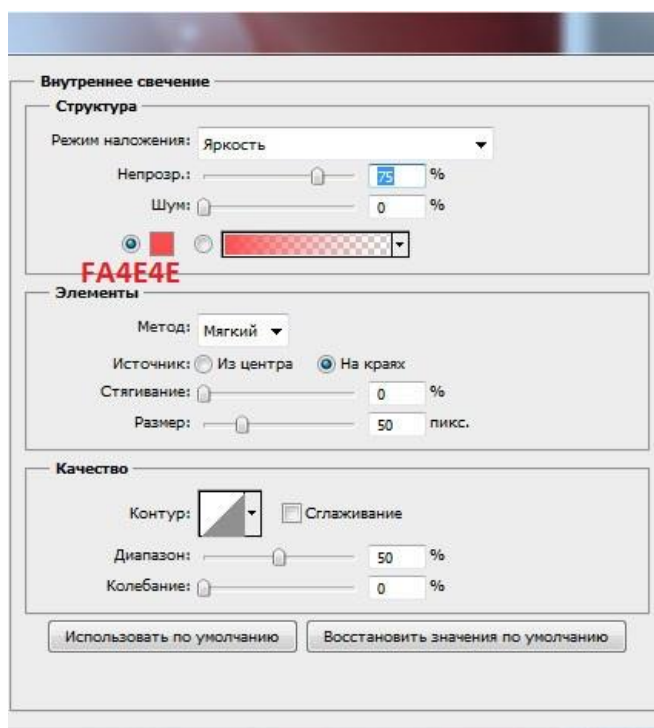 Внутреннее свечение
Структура
Режим наложения: Яркость
Непрозр.: 75 %
Шум: 0 %
FA4E4E
Элементы
Метод: Мягкий
Источник: Из центра На краях
Стягивание: 0 %
Размер: 50 пикс.
Качество
Контур: Сглаживание
Диапазон: 50 %
Колебание: 0 %
Использовать по умолчанию Восстановить значения по умолчанию